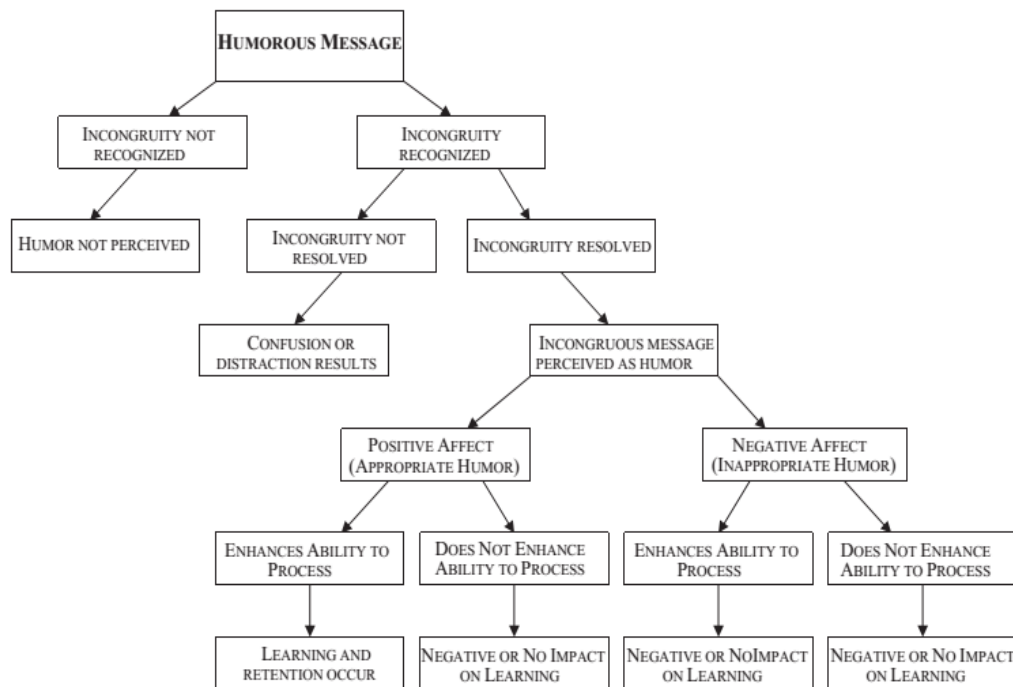 HUMOROUS MESSAGE
INCONGRUITY NOT
RECOGNIZED
INCONGRUITY
RECOGNIZED
HUMOR NOT PERCEIVED
INCONGRUITY NOT
RESOLVED
INCONGRUITY RESOLVED
CONFUSION OR
DISTRACTION RESULTS
INCONGRUOUS MESSAGE
PERCEIVED AS HUMOR
POSITIVE AFFECT
(APPROPRIATE HUMOR)
NEGATIVE AFFECT
(INAPPROPRIATE HUMOR)
ENHANCES ABILITY TO
PROCESS
DOES NOT ENHANCE
ABILITY TO PROCESS
ENHANCES ABILITY TO
PROCESS
DOES NOT ENHANCE
ABILITY TO PROCESS
LEARNING AND
RETENTION OCCUR
NEGATIVE OR NO IMPACT
ON LEARNING
NEGATIVE OR NOIMPACT
ON LEARNING
NEGATIVE OR NO IMPACT
ON LEARNING